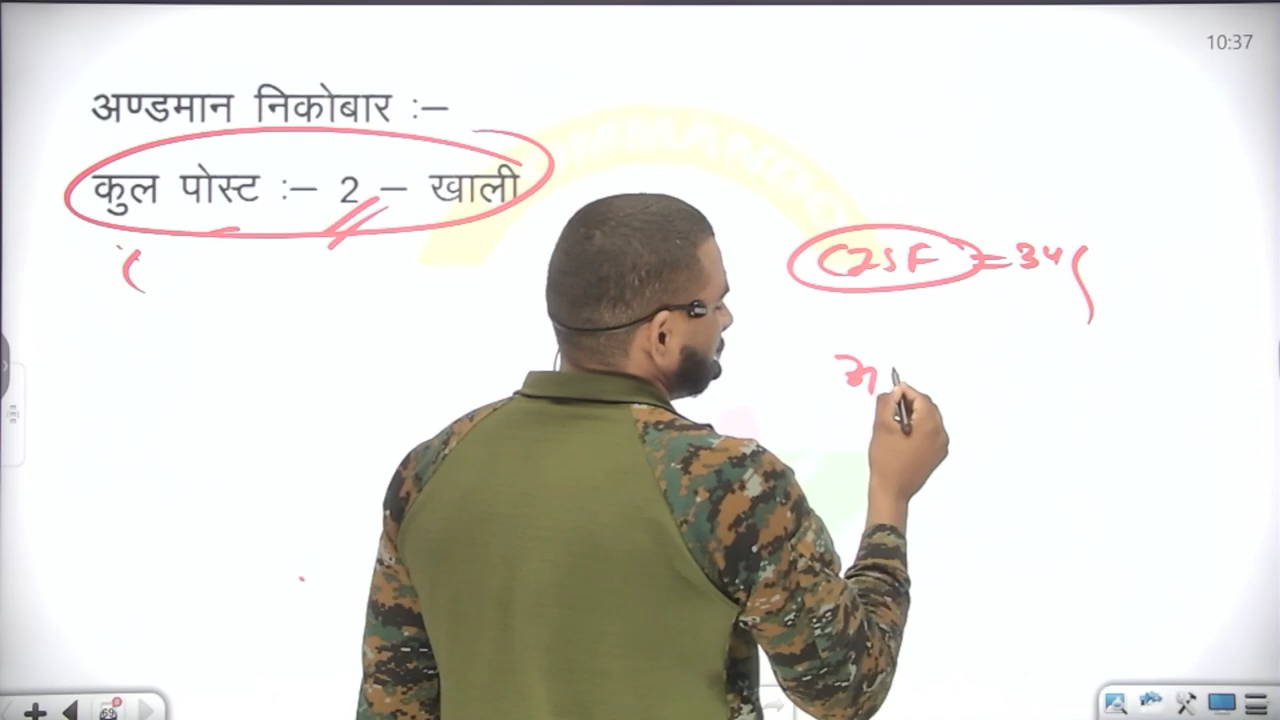 10:37
अण्डमान निकोबार :–
कुल पोस्ट :– 2 – खाली
CISF = 34